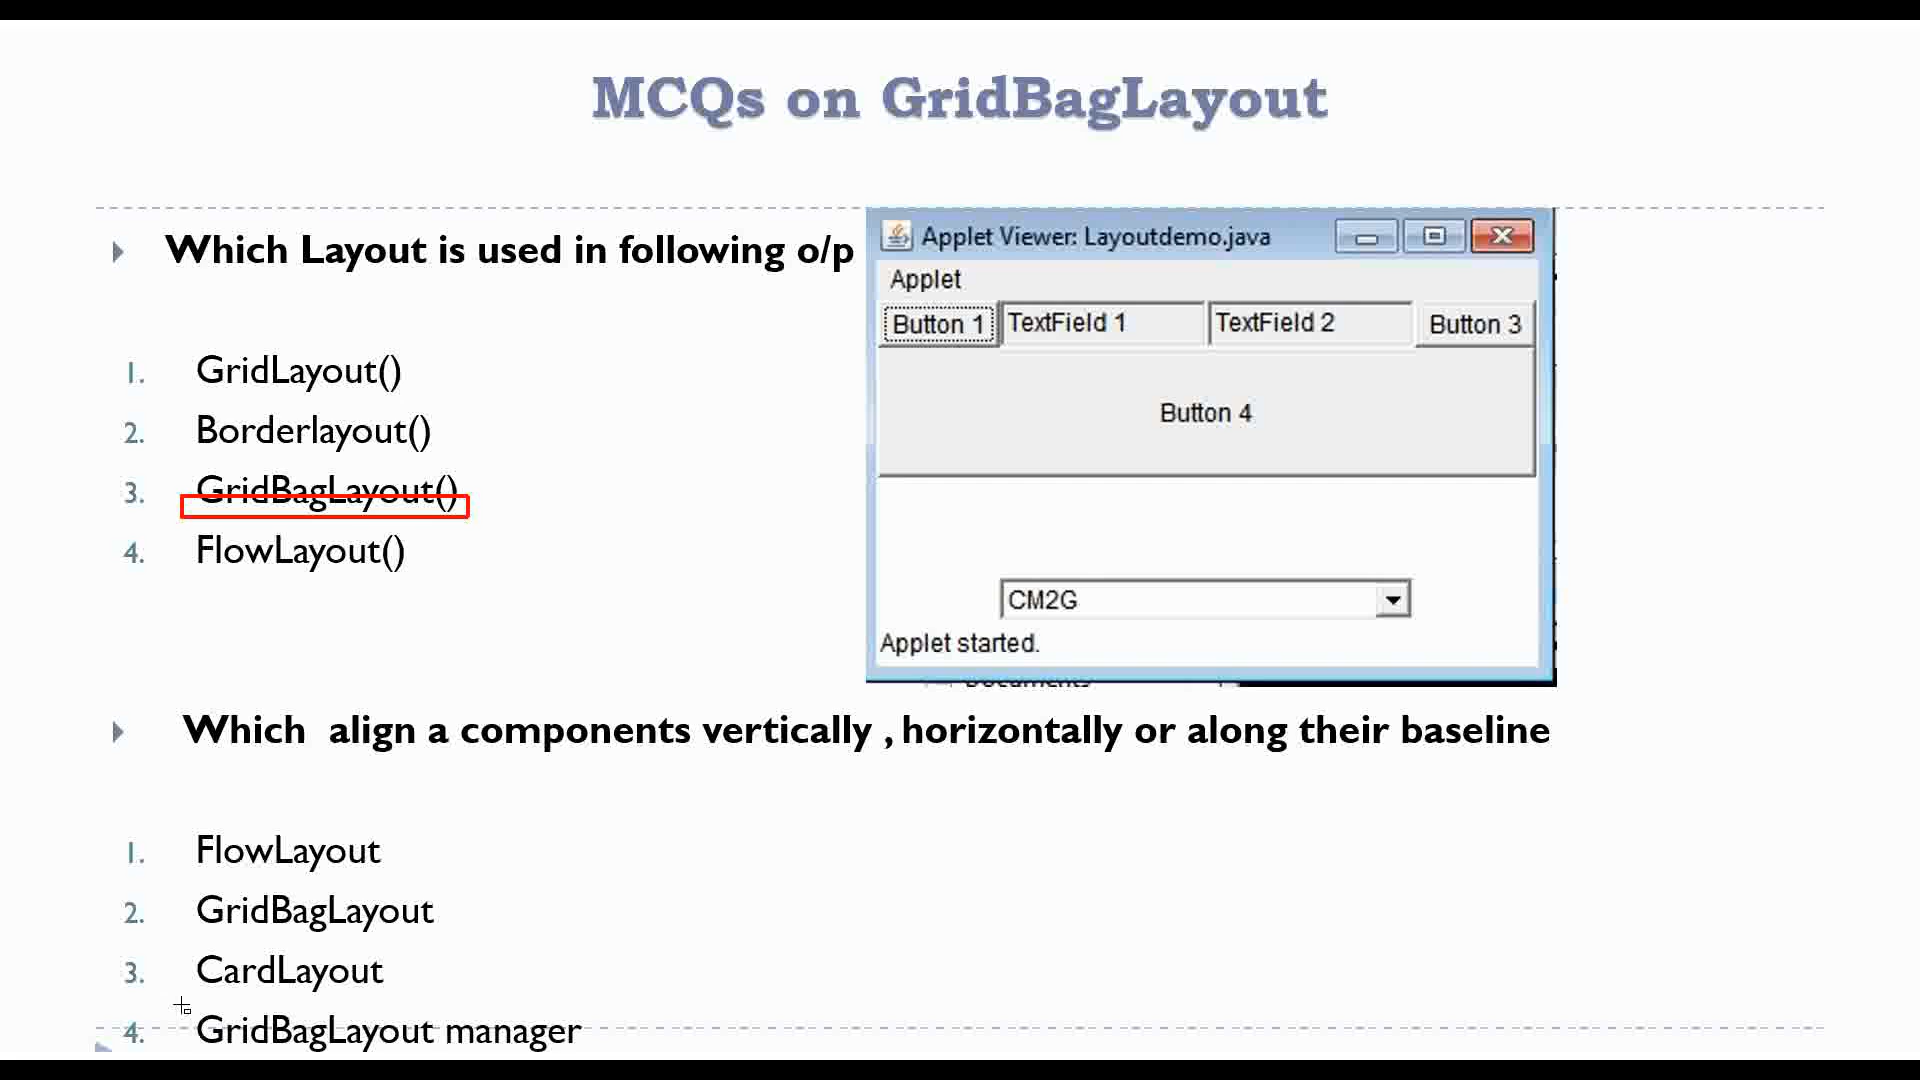 MCQs on GridBagLayout
Which Layout is used in following o/p
1. GridLayout()
2. Borderlayout()
3. GridBagLayout()
4. FlowLayout()
Applet Viewer: Layoutdemo.java
Applet
Button 1 TextField 1 TextField 2 Button 3
Button 4
CM2G
Applet started.
Which align a components vertically , horizontally or along their baseline
1. FlowLayout
2. GridBagLayout
3. CardLayout
4. GridBagLayout manager